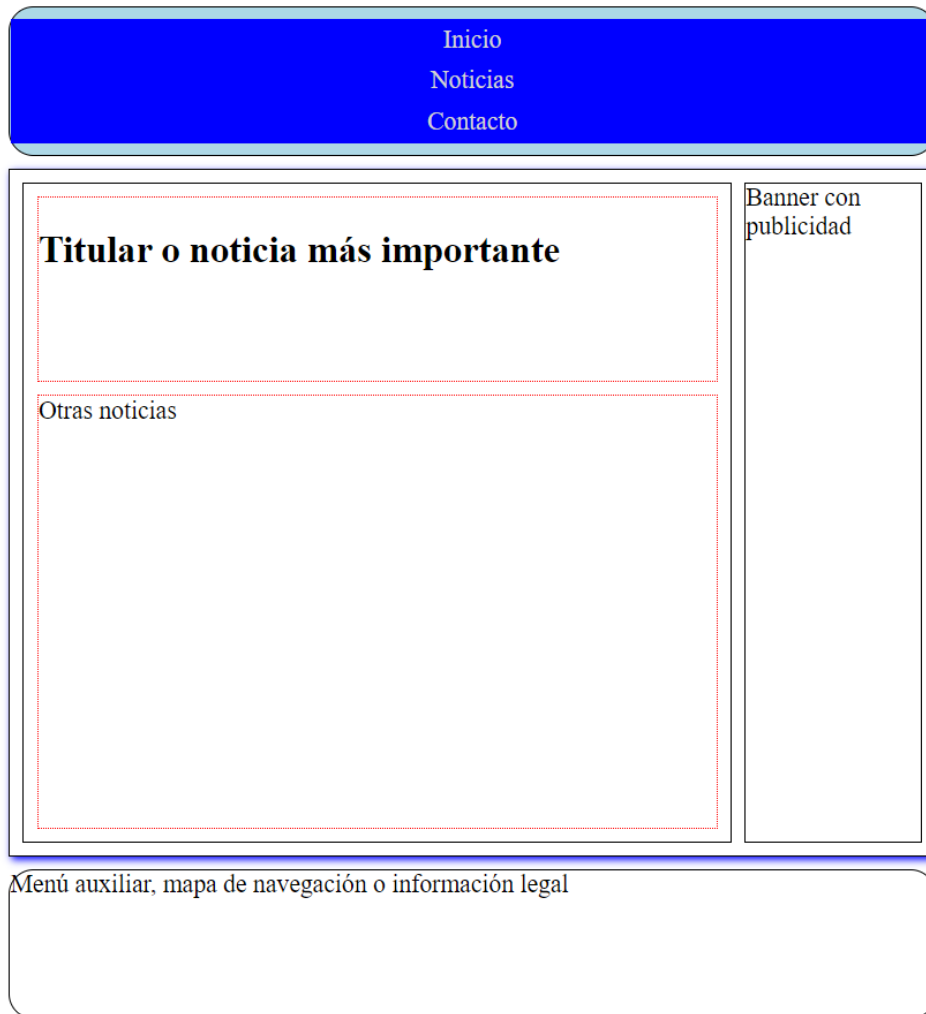 Inicio
Noticias
Contacto
Titular o noticia más importante
Otras noticias
Banner con
publicidad
Menú auxiliar, mapa de navegación o información legal